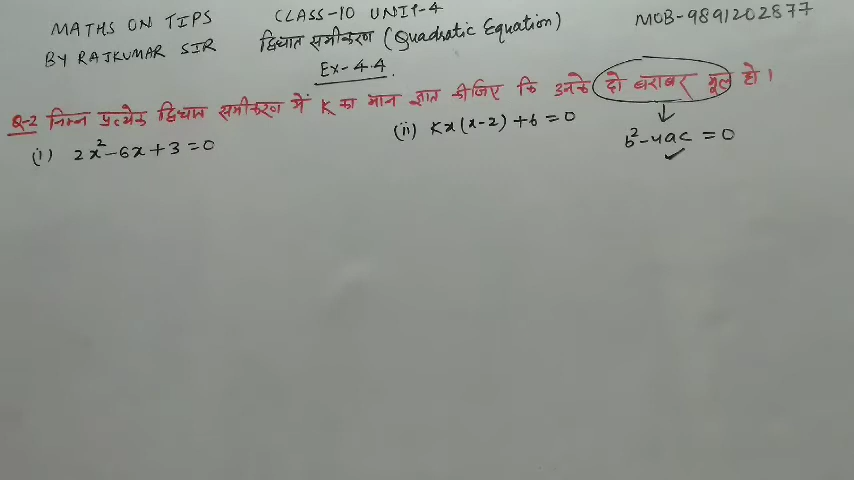 MATHS ON TIPS
BY RAJKUMAR SIR
CLASS-10 UNIT-4
द्विघात समीकरण (Quadratic Equation)
Ex-4.4
MOB-9891202877
Q-2 निम्न प्रत्येक द्विघात समीकरण में K का मान ज्ञात कीजिए कि उनके दो बराबर मूल हो।
(i) 2x²-6x+3=0
(ii) Kx(x-2)+6=0
b²-4ac=0